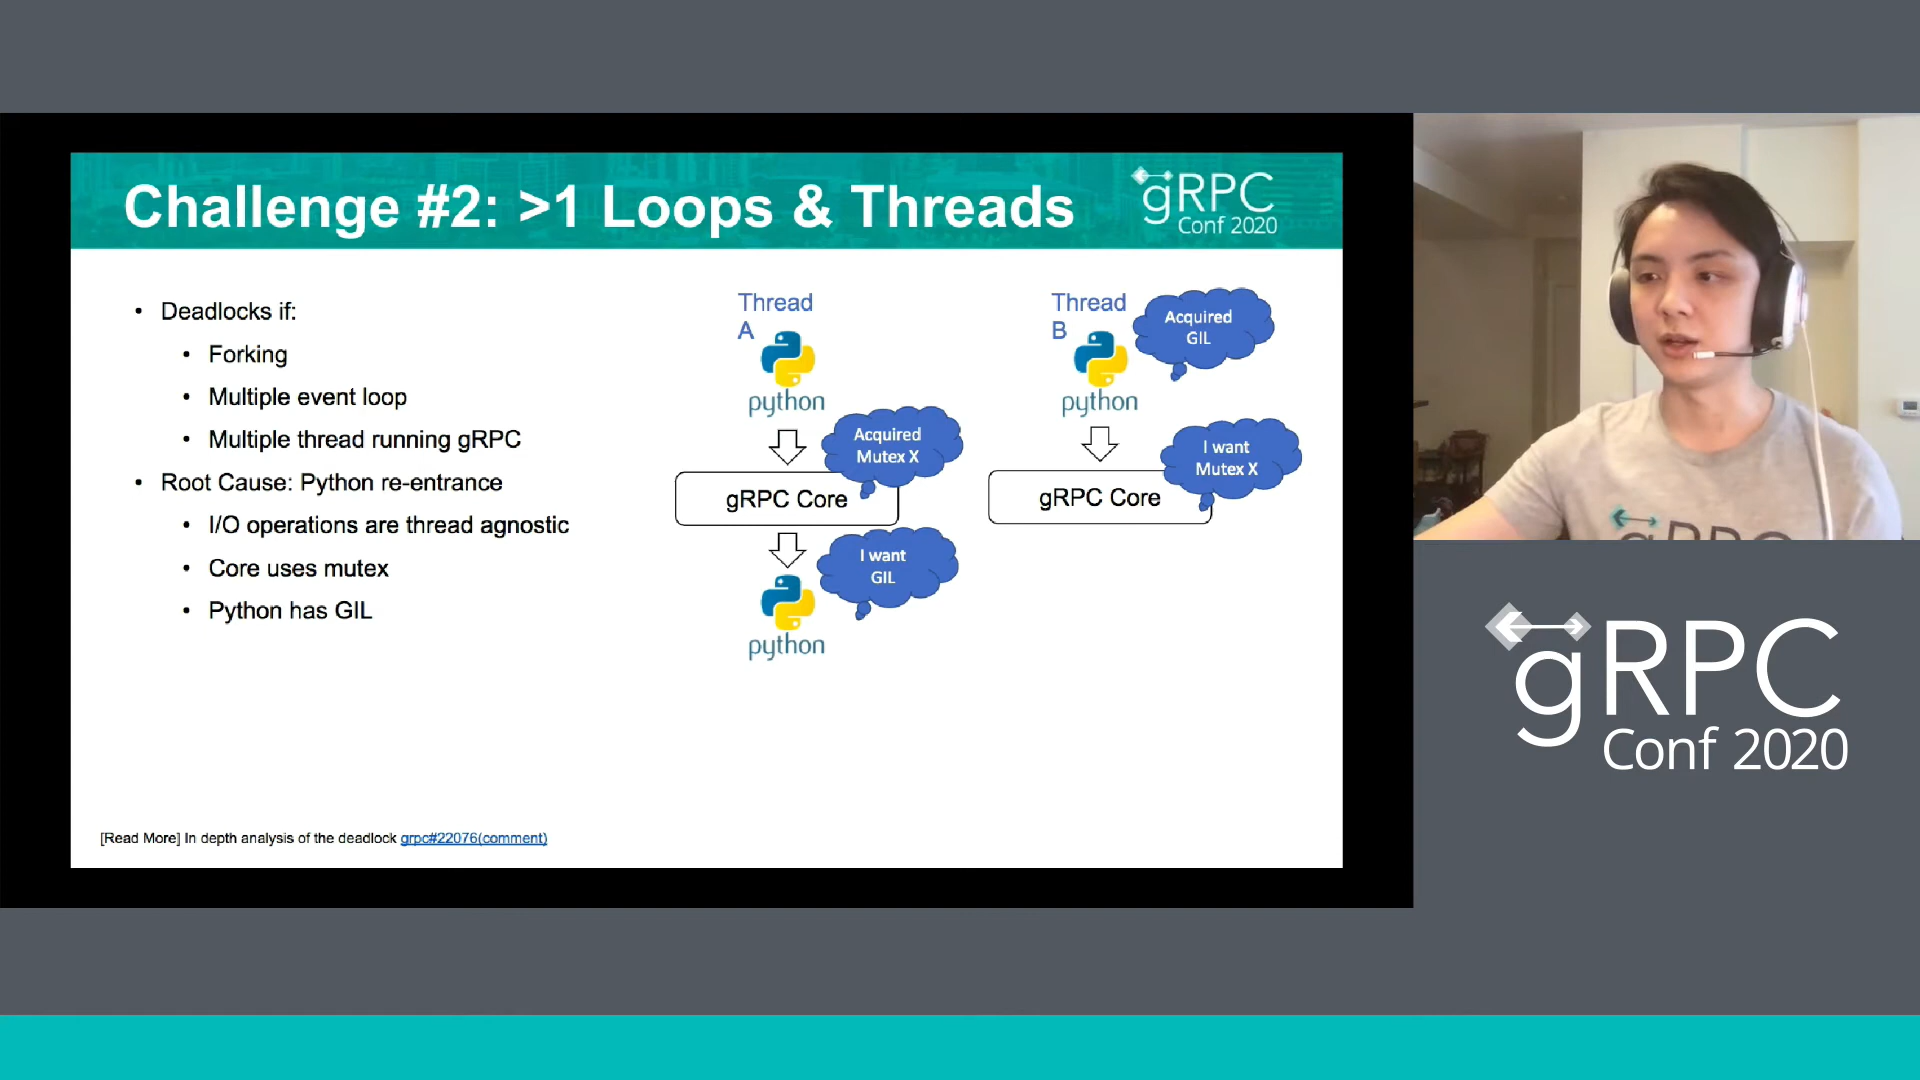 Challenge #2: >1 Loops & Threads
gRPC
Conf 2020
• Deadlocks if:
• Forking
• Multiple event loop
• Multiple thread running gRPC
• Root Cause: Python re-entrance
• I/O operations are thread agnostic
• Core uses mutex
• Python has GIL
Thread
A
python
Acquired
Mutex X
gRPC Core
I want
GIL
python
Thread
B
Acquired
GIL
python
I want
Mutex X
gRPC Core
[Read More] In depth analysis of the deadlock grpc#22076(comment)
gRPC
gRPC
Conf 2020